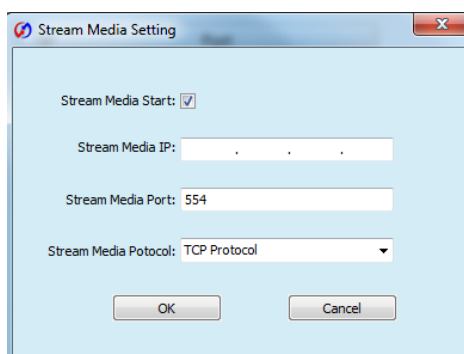 Stream Media Setting
Stream Media Start:
Stream Media IP: . . .
Stream Media Port: 554
Stream Media Potocol: TCP Protocol
OK Cancel